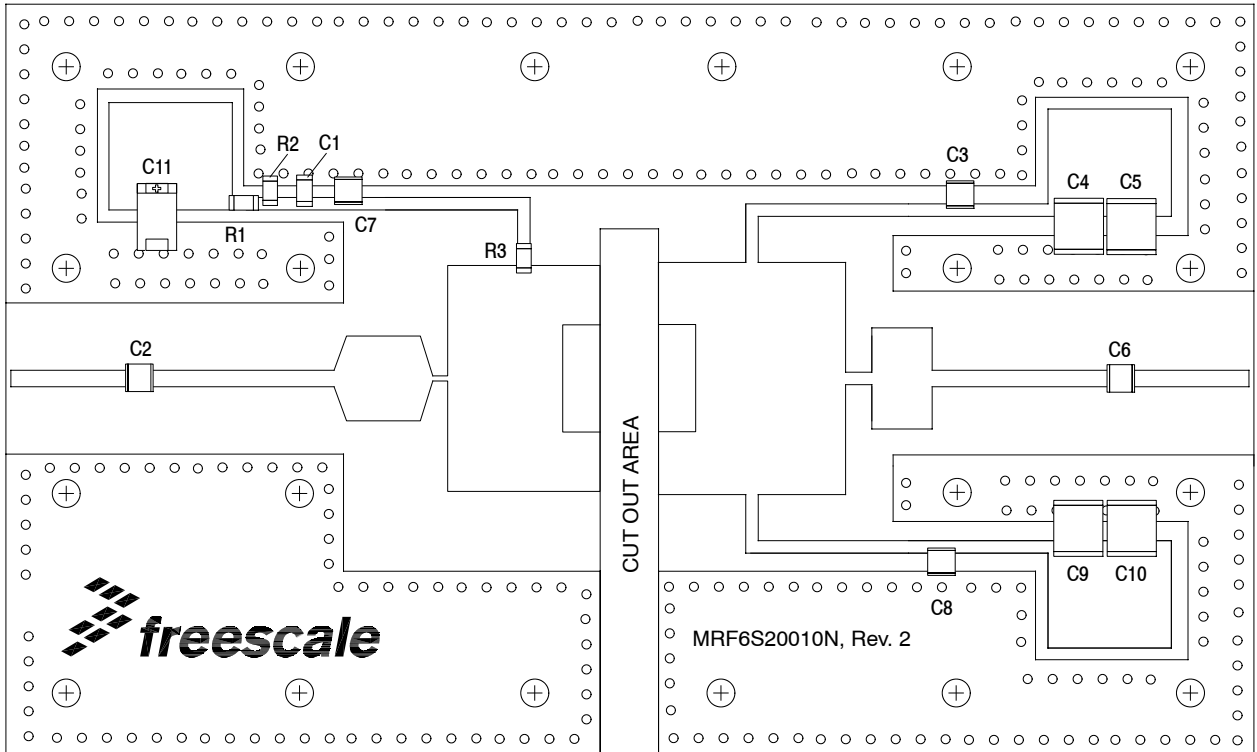 R2
C1
C3
C11
C4
C5
R1
C7
R3
C2
C6
CUT OUT AREA
C9
C10
C8
freescale
MRF6S20010N, Rev. 2